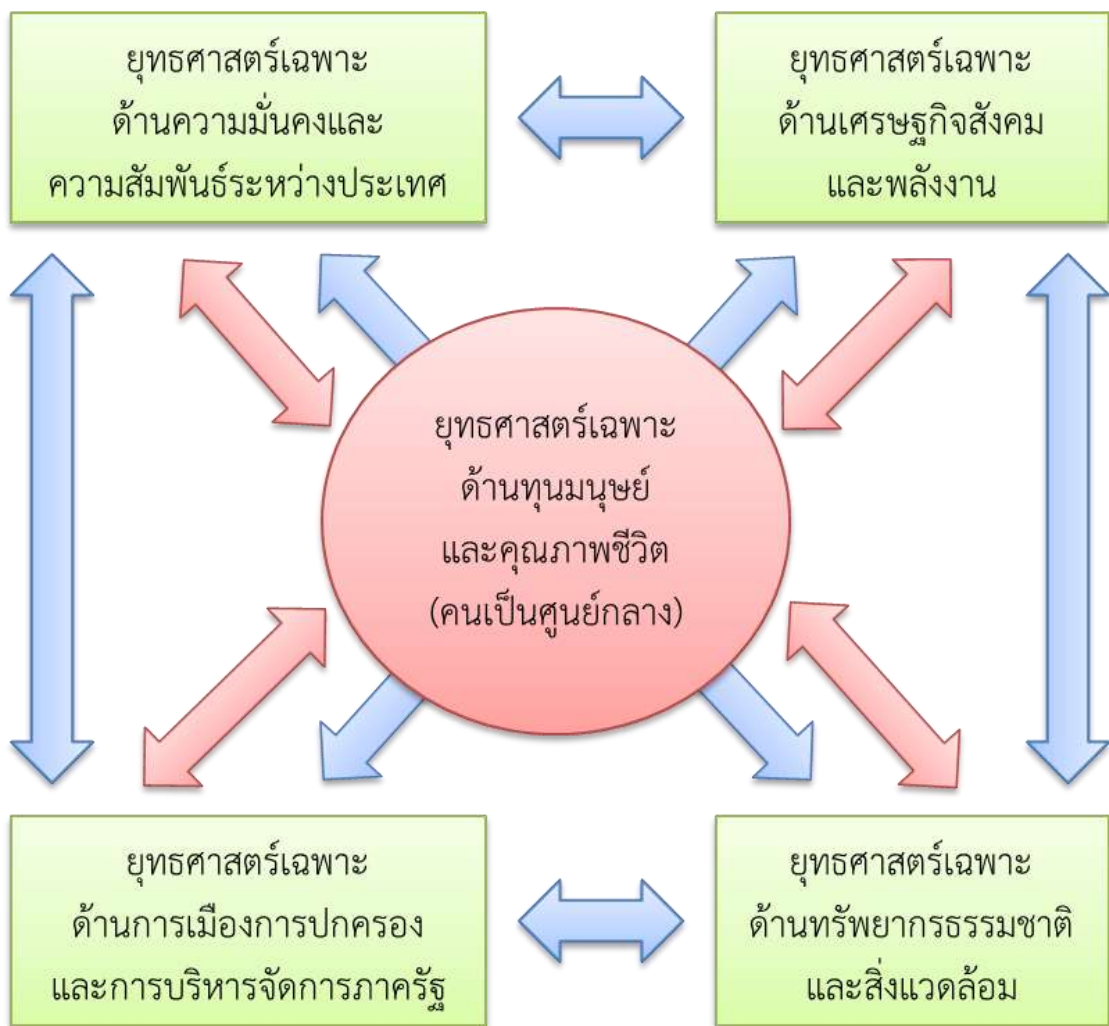 ยุทธศาสตร์เฉพาะ
ด้านความมั่นคงและ
ความสัมพันธ์ระหว่างประเทศ
ยุทธศาสตร์เฉพาะ
ด้านเศรษฐกิจสังคม
และพลังงาน
ยุทธศาสตร์เฉพาะ
ด้านทุนมนุษย์
และคุณภาพชีวิต
(คนเป็นศูนย์กลาง)
ยุทธศาสตร์เฉพาะ
ด้านการเมืองการปกครอง
และการบริหารจัดการภาครัฐ
ยุทธศาสตร์เฉพาะ
ด้านทรัพยากรธรรมชาติ
และสิ่งแวดล้อม